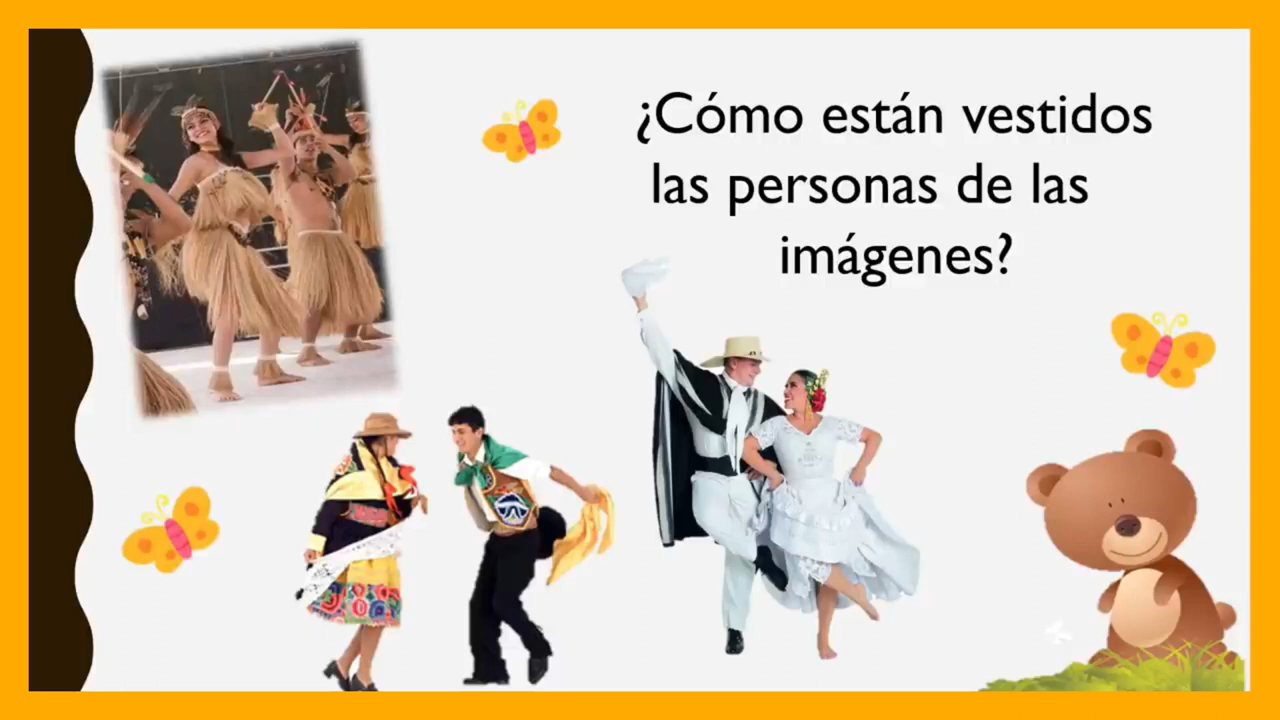 ¿Cómo están vestidos
las personas de las
imágenes?